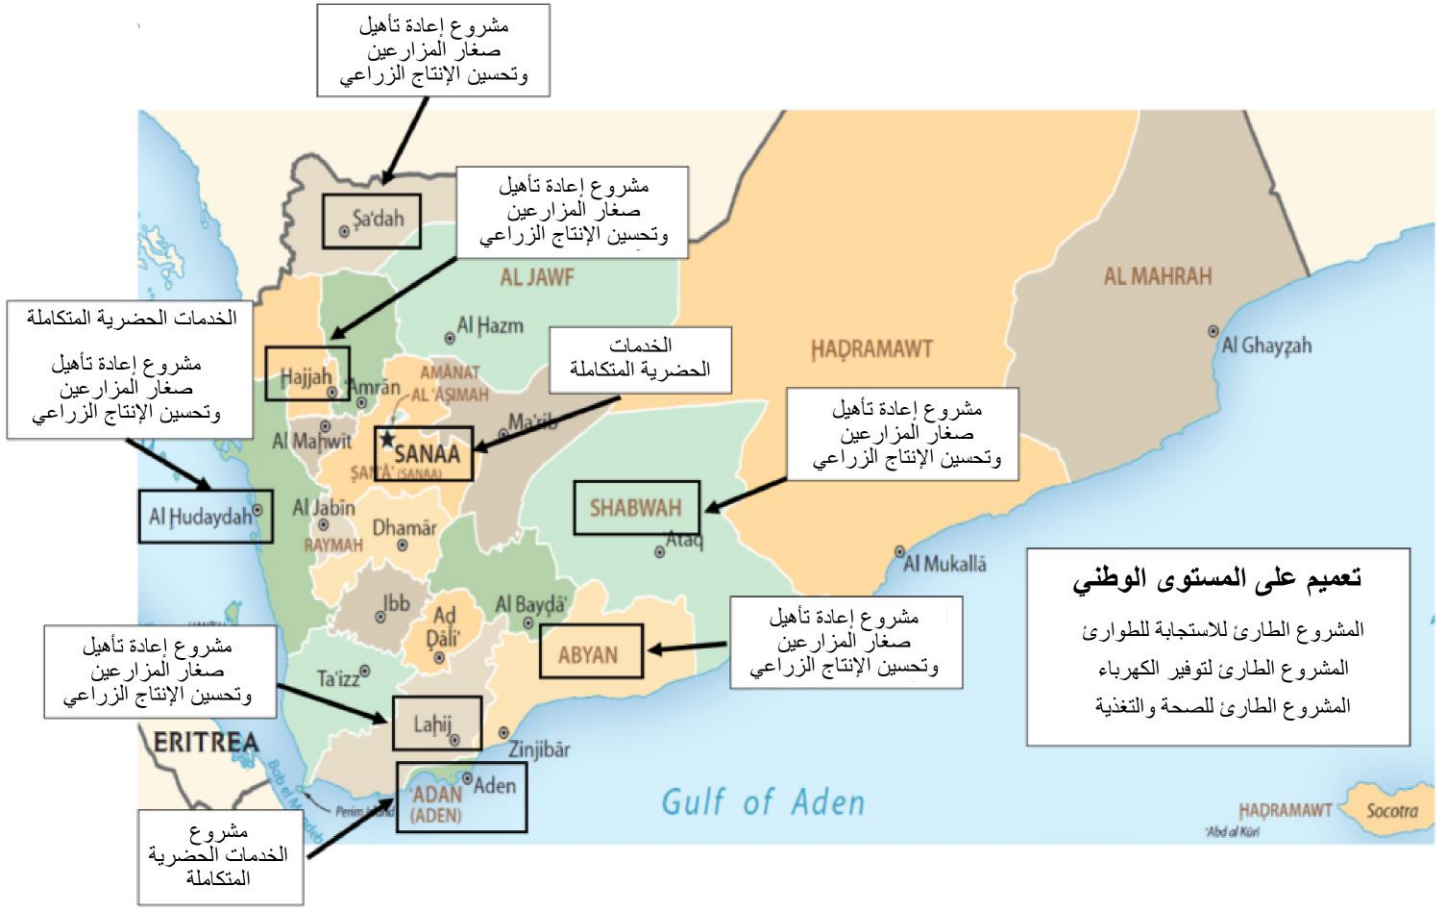 مشروع إعادة تأهيل
صغار المزارعين
وتحسين الإنتاج الزراعي
مشروع إعادة تأهيل
صغار المزارعين
وتحسين الإنتاج الزراعي
Ṣa'dah
AL JAWF
AL MAHRAH
الخدمات الحضرية المتكاملة
مشروع إعادة تأهيل
صغار المزارعين
وتحسين الإنتاج الزراعي
Al Ḥazm
الخدمات
الحضرية المتكاملة
ḤAḌRAMAWT
Al Ghayẓah
Ḥajjah
'Amrān
AMĀNAT
AL 'ĀṢIMAH
مشروع إعادة تأهيل
صغار المزارعين
وتحسين الإنتاج الزراعي
Al Maḥwīt
Ma'rib
SANAA
ṢAN'Ā' (SANAA)
Al Ḥudaydah
Al Jabīn
RAYMAH
Dhamār
SHABWAH
'Ataq
Al Mukallā
تعميم على المستوى الوطني
المشروع الطارئ للاستجابة للطوارئ
المشروع الطارئ لتوفير الكهرباء
المشروع الطارئ للصحة والتغذية
Ibb
Ad
Ḍāli'
Al Bayḍā'
ABYAN
مشروع إعادة تأهيل
صغار المزارعين
وتحسين الإنتاج الزراعي
مشروع إعادة تأهيل
صغار المزارعين
وتحسين الإنتاج الزراعي
Ta'izz
Laḥij
Zinjibār
ERITREA
Bab el
Perim Island
'ADAN
(ADEN)
Aden
Gulf of Aden
ḤAḌRAMAWT
'Abd al Kūrī
Socotra
مشروع
الخدمات الحضرية
المتكاملة